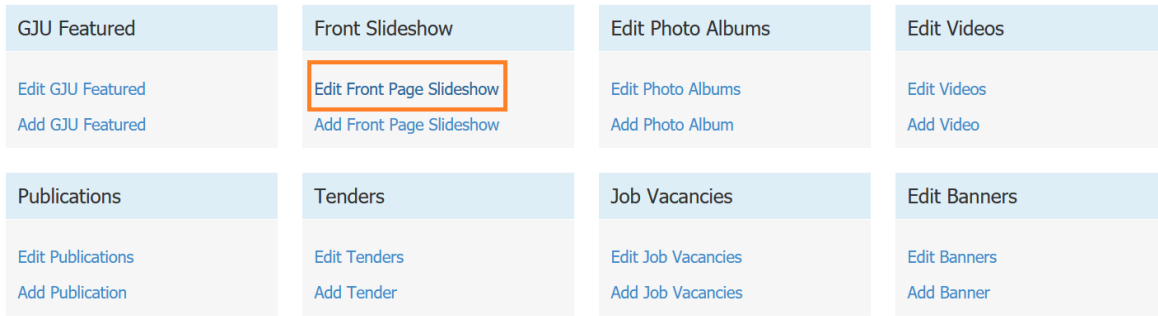 GJU Featured
Edit GJU Featured
Add GJU Featured
Front Slideshow
Edit Front Page Slideshow
Add Front Page Slideshow
Edit Photo Albums
Edit Photo Albums
Add Photo Album
Edit Videos
Edit Videos
Add Video
Publications
Edit Publications
Add Publication
Tenders
Edit Tenders
Add Tender
Job Vacancies
Edit Job Vacancies
Add Job Vacancies
Edit Banners
Edit Banners
Add Banner